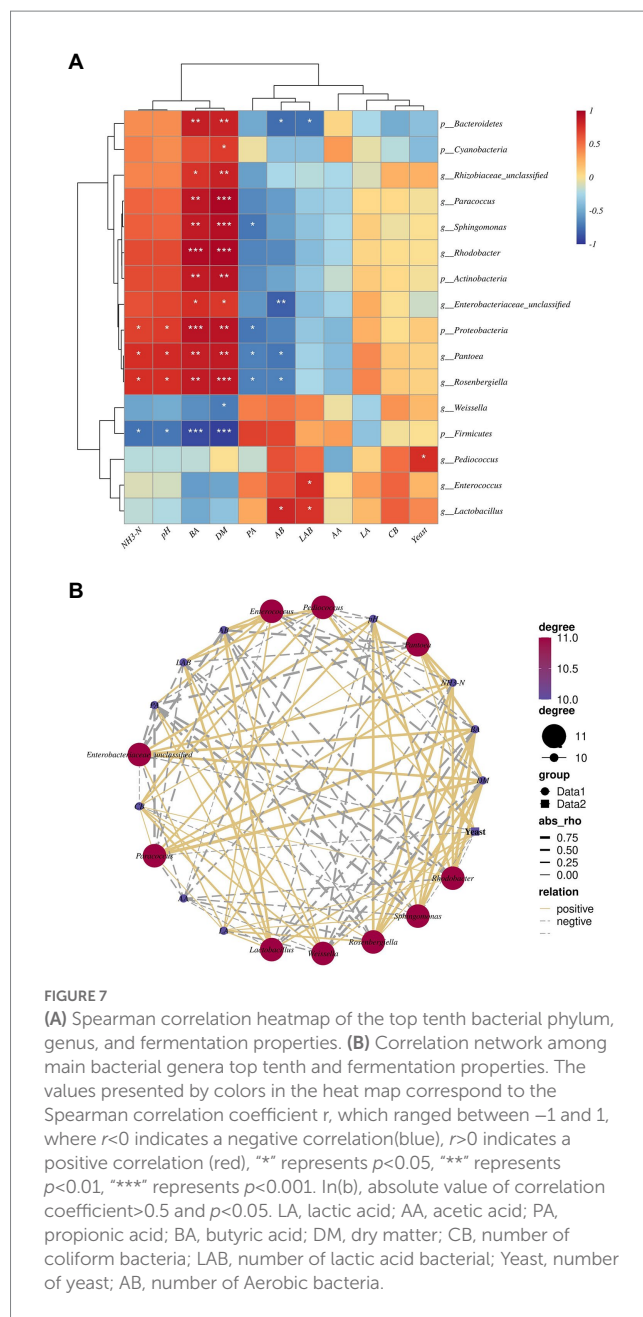 A
** ** * * p__Bacteroidetes
* p__Cyanobacteria
* ** g__Rhizobiaceae_unclassified
** *** g__Paracoccus
** *** * g__Sphingomonas
*** *** g__Rhodobacter
** ** p__Actinobacteria
* * ** g__Enterobacteriaceae_unclassified
* * *** ** * p__Proteobacteria
* * ** ** * * g__Pantoea
* * ** *** * * g__Rosenbergiella
* g__Weissella
* * *** *** p__Firmicutes
* g__Pediococcus
* g__Enterococcus
* * g__Lactobacillus
NH3-N pH BA DM PA AB LAB AA LA CB Yeast
1
0.5
0
-0.5
-1
B
Enterococcus
Pediococcus
pH
Pantoea
NH3-N
BA
DM
Yeast
Rhodobacter
Sphingomonas
Rosenbergiella
Weissella
Lactobacillus
LA
AA
Paracoccus
CB
Enterobacteriaceae_unclassified
PA
LAB
AB
degree
11.0
10.5
10.0
degree
11
10
group
Data1
Data2
abs_rho
0.75
0.50
0.25
0.00
relation
positive
negtive
FIGURE 7
(A) Spearman correlation heatmap of the top tenth bacterial phylum,
genus, and fermentation properties. (B) Correlation network among
main bacterial genera top tenth and fermentation properties. The
values presented by colors in the heat map correspond to the
Spearman correlation coefficient r, which ranged between −1 and 1,
where r<0 indicates a negative correlation(blue), r>0 indicates a
positive correlation (red), “*” represents p<0.05, “**” represents
p<0.01, “***” represents p<0.001. In(b), absolute value of correlation
coefficient>0.5 and p<0.05. LA, lactic acid; AA, acetic acid; PA,
propionic acid; BA, butyric acid; DM, dry matter; CB, number of
coliform bacteria; LAB, number of lactic acid bacterial; Yeast, number
of yeast; AB, number of Aerobic bacteria.